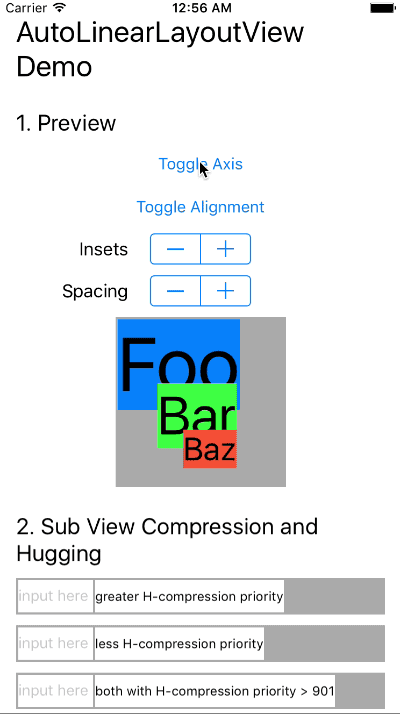 Carrier 12:56 AM
AutoLinearLayoutView
Demo
1. Preview
Toggle Axis
Toggle Alignment
Insets − +
Spacing − +
Foo
Bar
Baz
2. Sub View Compression and
Hugging
input here greater H-compression priority
input here less H-compression priority
input here both with H-compression priority > 901